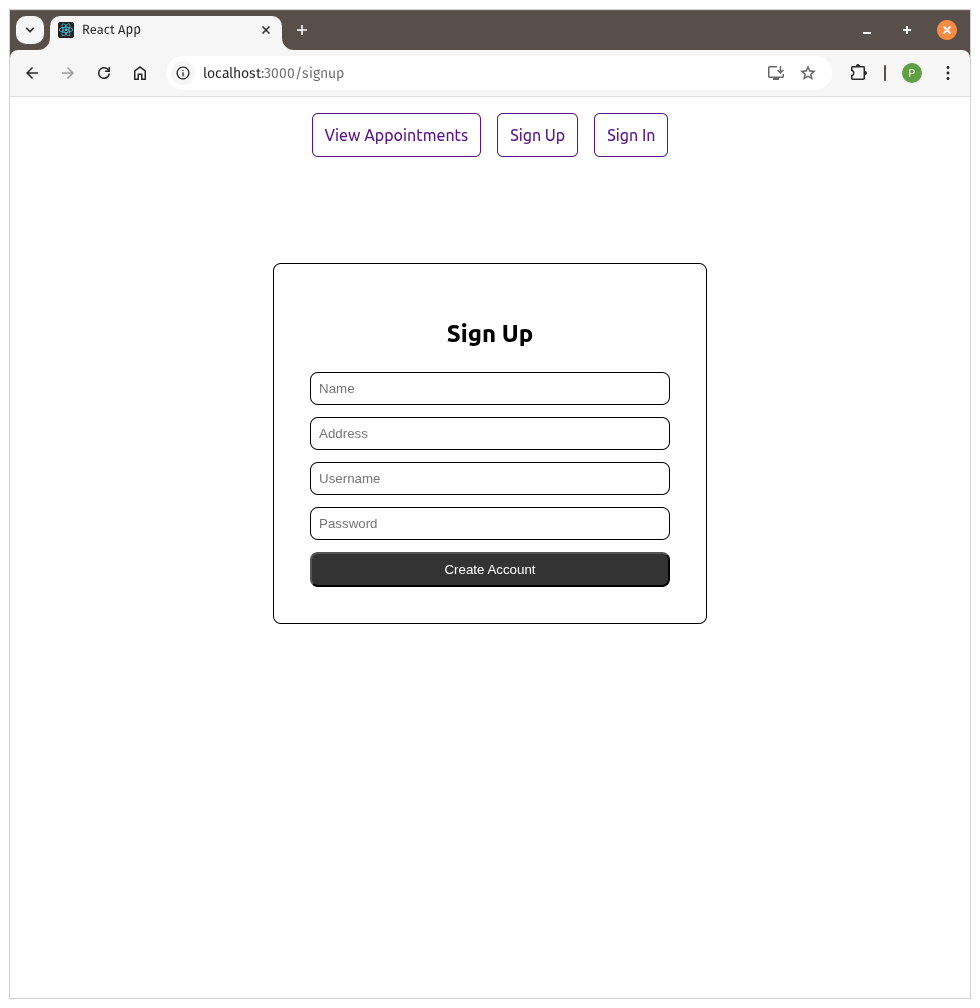 React App
localhost:3000/signup
P
View Appointments Sign Up Sign In
Sign Up
Name
Address
Username
Password
Create Account